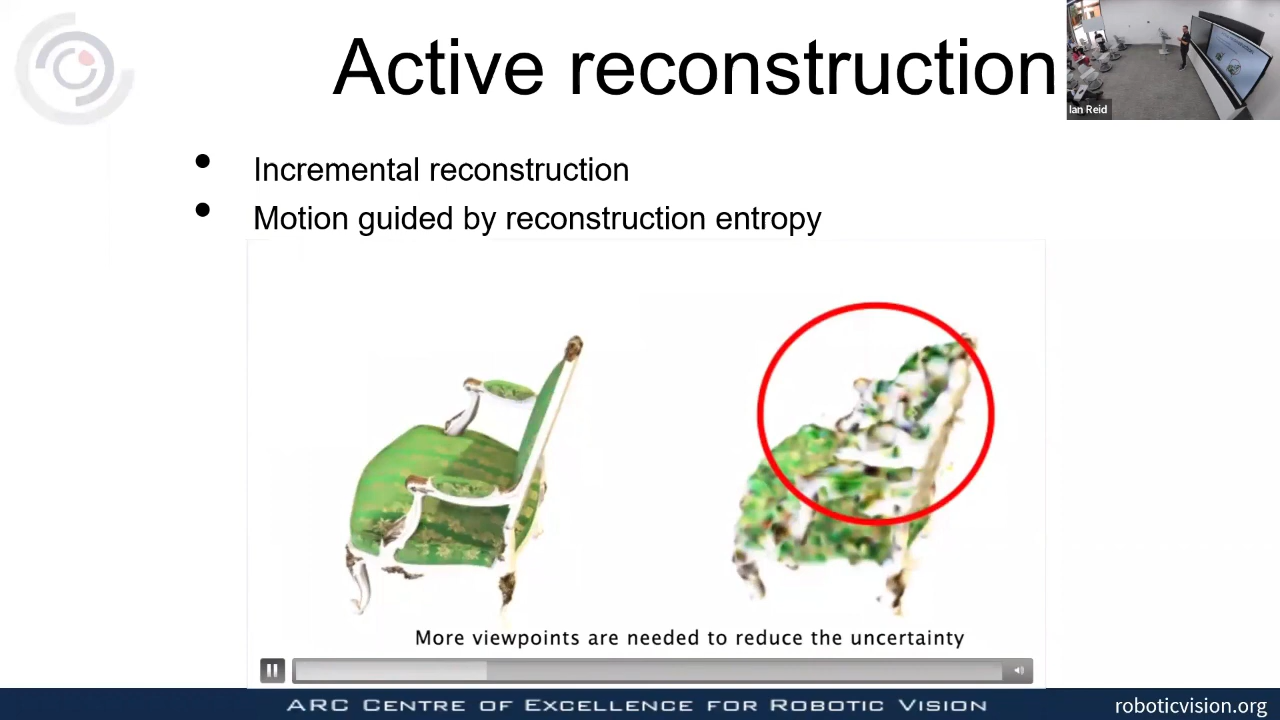 Active reconstruction
Ian Reid
Incremental reconstruction
Motion guided by reconstruction entropy
More viewpoints are needed to reduce the uncertainty
ARC Centre of Excellence for Robotic Vision
roboticvision.org